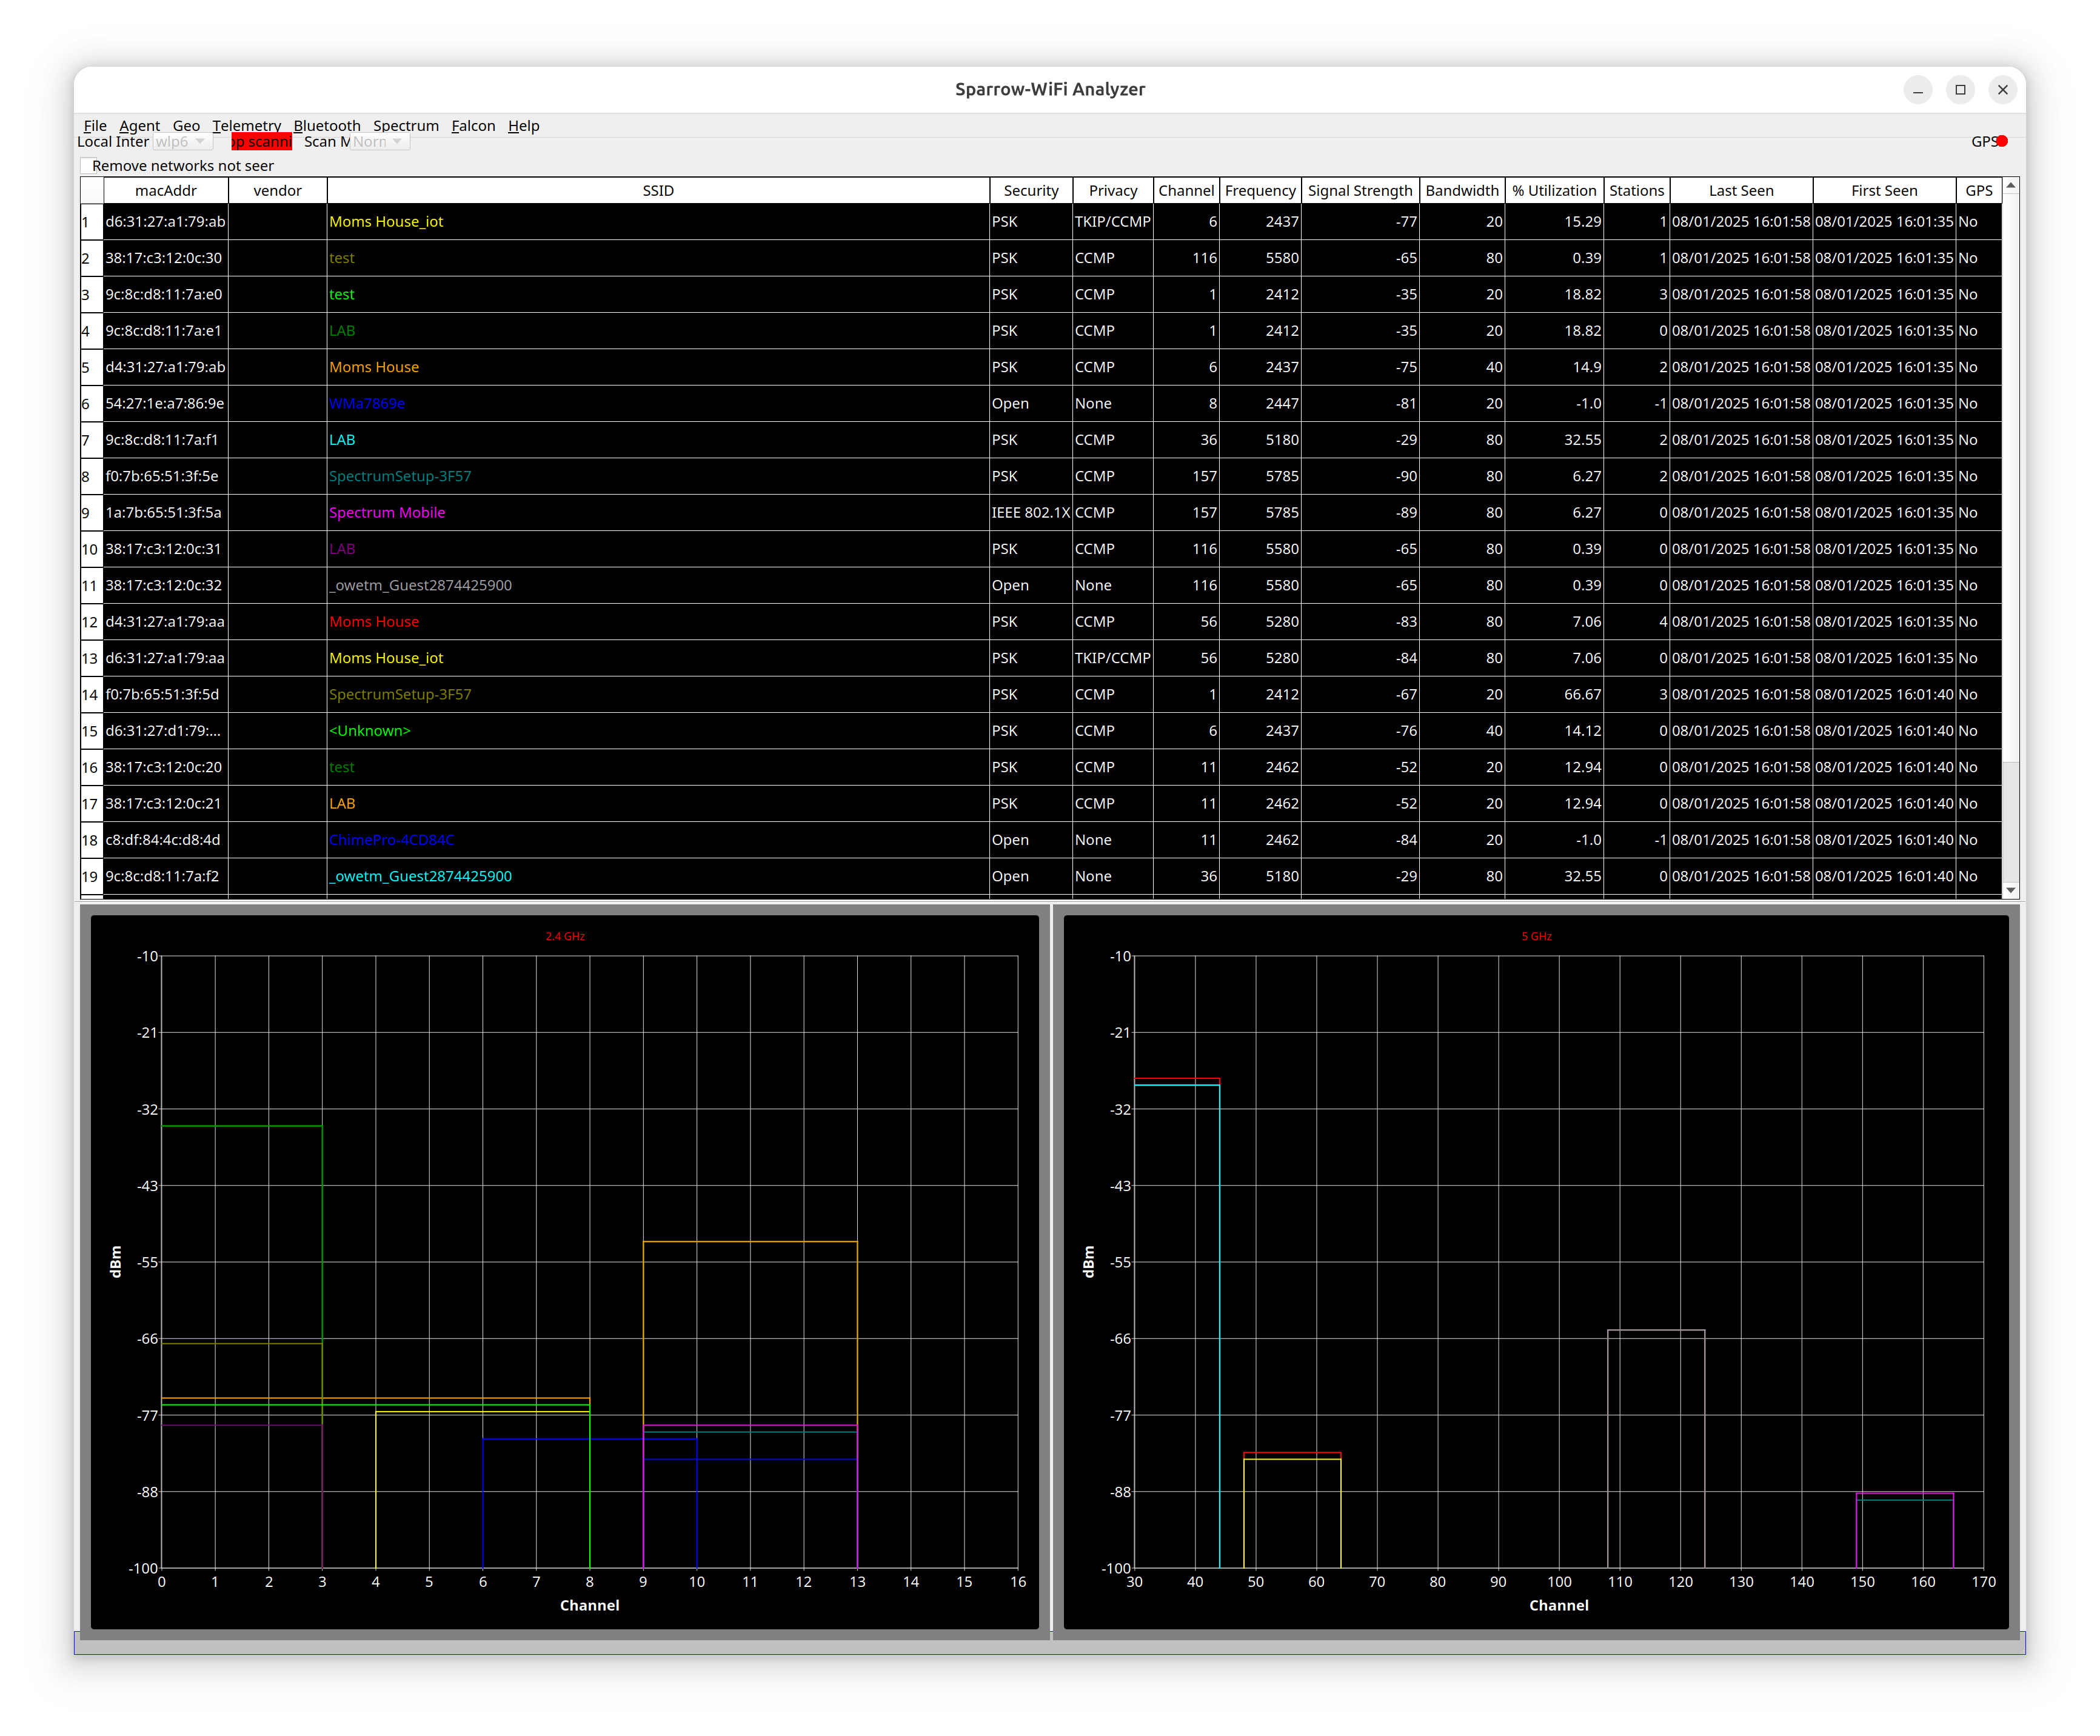 Sparrow-WiFi Analyzer
File Agent Geo Telemetry Bluetooth Spectrum Falcon Help
Local Inter wlp6 op scanni Scan M Norn GPS
Remove networks not seer
macAddr vendor SSID Security Privacy Channel Frequency Signal Strength Bandwidth % Utilization Stations Last Seen First Seen GPS
1 d6:31:27:a1:79:ab Moms House_iot PSK TKIP/CCMP 6 2437 -77 20 15.29 1 08/01/2025 16:01:58 08/01/2025 16:01:35 No
2 38:17:c3:12:0c:30 test PSK CCMP 116 5580 -65 80 0.39 1 08/01/2025 16:01:58 08/01/2025 16:01:35 No
3 9c:8c:d8:11:7a:e0 test PSK CCMP 1 2412 -35 20 18.82 3 08/01/2025 16:01:58 08/01/2025 16:01:35 No
4 9c:8c:d8:11:7a:e1 LAB PSK CCMP 1 2412 -35 20 18.82 0 08/01/2025 16:01:58 08/01/2025 16:01:35 No
5 d4:31:27:a1:79:ab Moms House PSK CCMP 6 2437 -75 40 14.9 2 08/01/2025 16:01:58 08/01/2025 16:01:35 No
6 54:27:1e:a7:86:9e WMa7869e Open None 8 2447 -81 20 -1.0 -1 08/01/2025 16:01:58 08/01/2025 16:01:35 No
7 9c:8c:d8:11:7a:f1 LAB PSK CCMP 36 5180 -29 80 32.55 2 08/01/2025 16:01:58 08/01/2025 16:01:35 No
8 f0:7b:65:51:3f:5e SpectrumSetup-3F57 PSK CCMP 157 5785 -90 80 6.27 2 08/01/2025 16:01:58 08/01/2025 16:01:35 No
9 1a:7b:65:51:3f:5a Spectrum Mobile IEEE 802.1X CCMP 157 5785 -89 80 6.27 0 08/01/2025 16:01:58 08/01/2025 16:01:35 No
10 38:17:c3:12:0c:31 LAB PSK CCMP 116 5580 -65 80 0.39 0 08/01/2025 16:01:58 08/01/2025 16:01:35 No
11 38:17:c3:12:0c:32 _owetm_Guest2874425900 Open None 116 5580 -65 80 0.39 0 08/01/2025 16:01:58 08/01/2025 16:01:35 No
12 d4:31:27:a1:79:aa Moms House PSK CCMP 56 5280 -83 80 7.06 4 08/01/2025 16:01:58 08/01/2025 16:01:35 No
13 d6:31:27:a1:79:aa Moms House_iot PSK TKIP/CCMP 56 5280 -84 80 7.06 0 08/01/2025 16:01:58 08/01/2025 16:01:35 No
14 f0:7b:65:51:3f:5d SpectrumSetup-3F57 PSK CCMP 1 2412 -67 20 66.67 3 08/01/2025 16:01:58 08/01/2025 16:01:40 No
15 d6:31:27:d1:79:... <Unknown> PSK CCMP 6 2437 -76 40 14.12 0 08/01/2025 16:01:58 08/01/2025 16:01:40 No
16 38:17:c3:12:0c:20 test PSK CCMP 11 2462 -52 20 12.94 0 08/01/2025 16:01:58 08/01/2025 16:01:40 No
17 38:17:c3:12:0c:21 LAB PSK CCMP 11 2462 -52 20 12.94 0 08/01/2025 16:01:58 08/01/2025 16:01:40 No
18 c8:df:84:4c:d8:4d ChimePro-4CD84C Open None 11 2462 -84 20 -1.0 -1 08/01/2025 16:01:58 08/01/2025 16:01:40 No
19 9c:8c:d8:11:7a:f2 _owetm_Guest2874425900 Open None 36 5180 -29 80 32.55 0 08/01/2025 16:01:58 08/01/2025 16:01:40 No
2.4 GHz
-10
-21
-32
-43
-55
-66
-77
-88
-100
dBm
0 1 2 3 4 5 6 7 8 9 10 11 12 13 14 15 16
Channel
5 GHz
-10
-21
-32
-43
-55
-66
-77
-88
-100
dBm
30 40 50 60 70 80 90 100 110 120 130 140 150 160 170
Channel